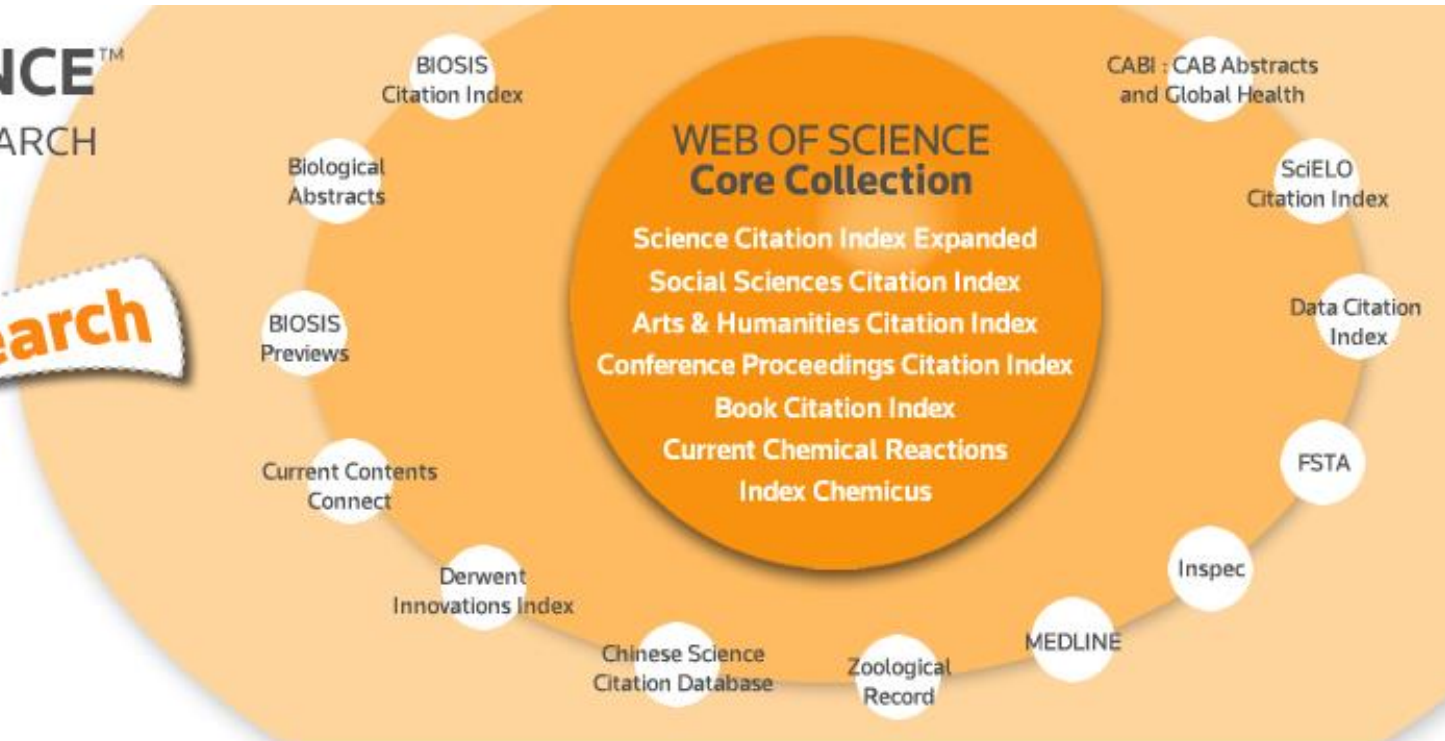 NCE™
ARCH
earch
WEB OF SCIENCE
Core Collection
Science Citation Index Expanded
Social Sciences Citation Index
Arts & Humanities Citation Index
Conference Proceedings Citation Index
Book Citation Index
Current Chemical Reactions
Index Chemicus
BIOSIS
Citation Index
Biological
Abstracts
BIOSIS
Previews
Current Contents
Connect
Derwent
Innovations Index
Chinese Science
Citation Database
Zoological
Record
MEDLINE
Inspec
FSTA
Data Citation
Index
SciELO
Citation Index
CABI : CAB Abstracts
and Global Health